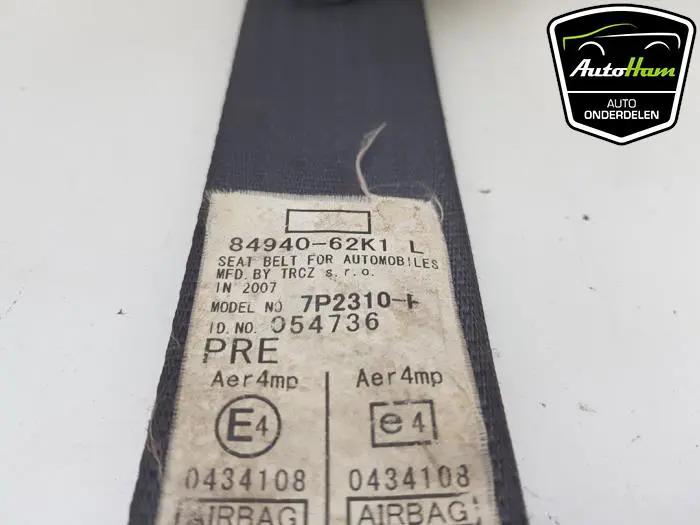 AutoHam
AUTO
ONDERDELEN
84940-62K1 L
SEAT BELT FOR AUTOMOBILES
MFD. BY TRCZ s.r.o.
IN 2007
MODEL NO 7P2310-
ID.NO. 054736
PRE
Aer4mp Aer4mp
E4 e4
0434108 0434108
AIRBAG AIRBAG